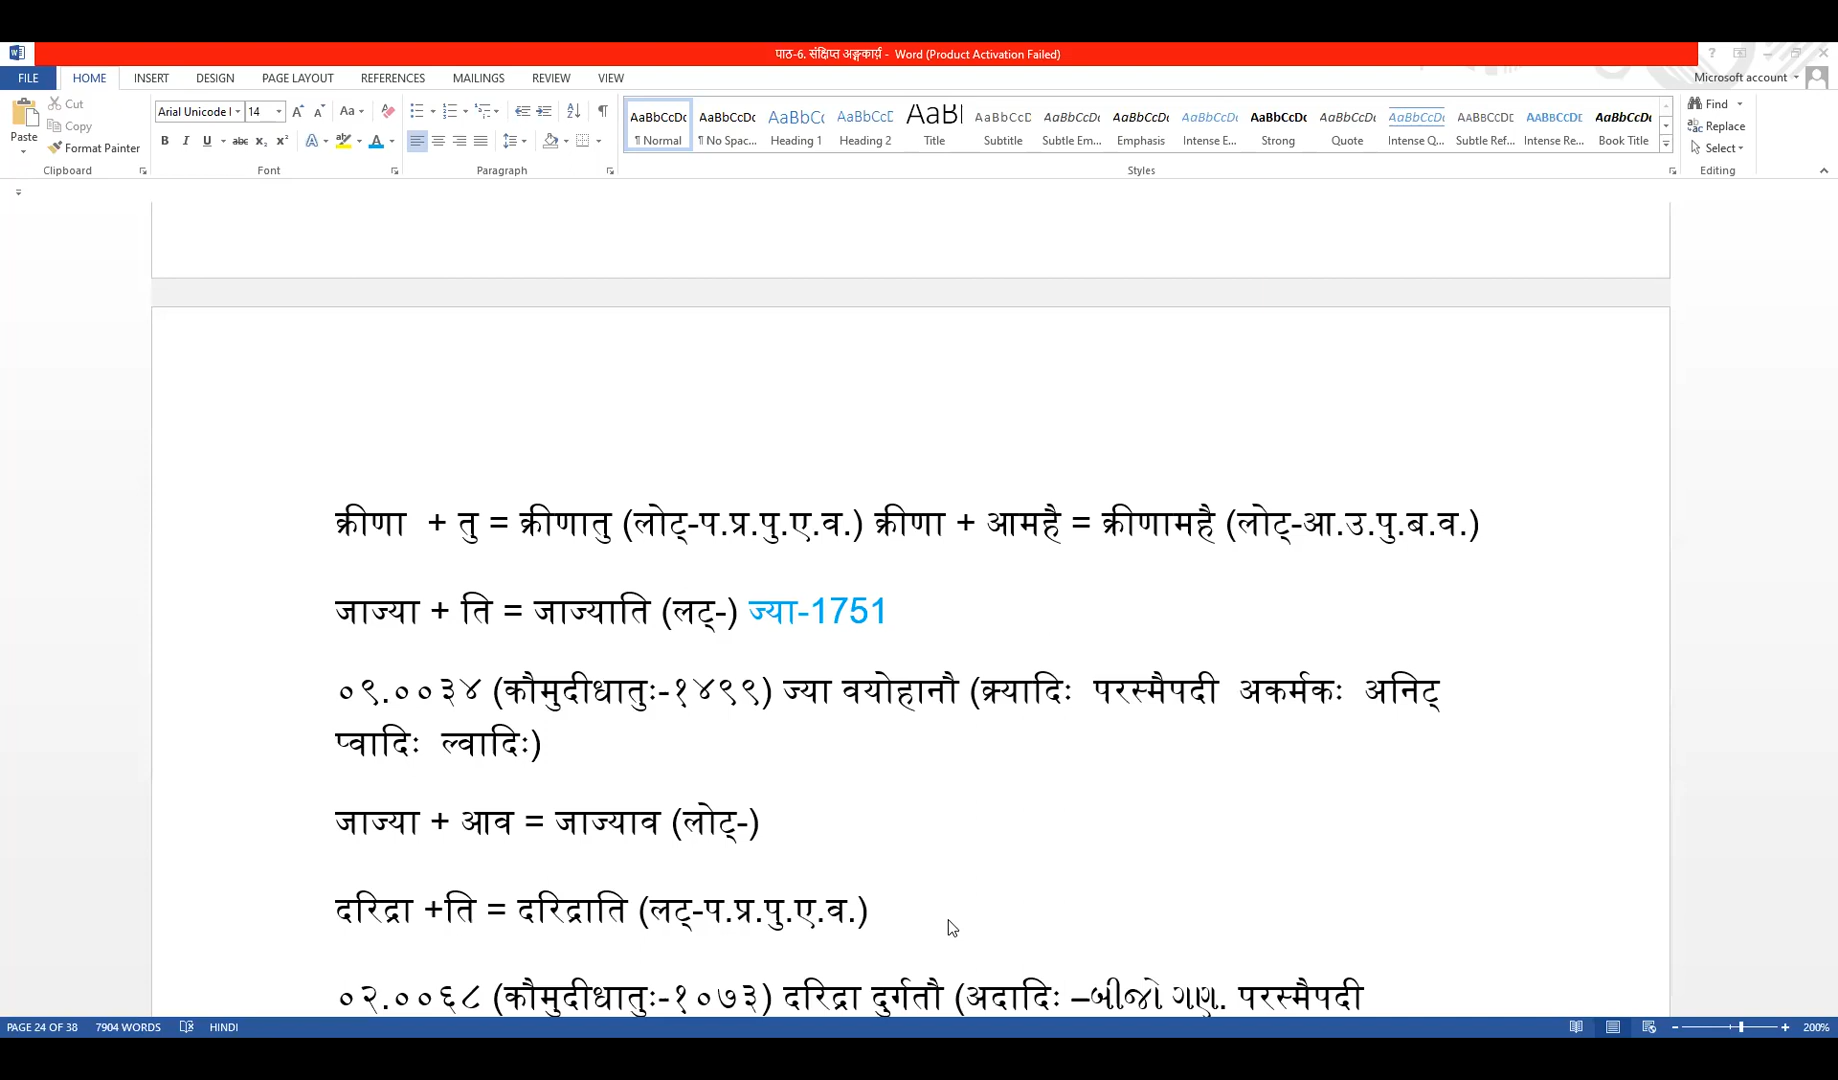 पाठ-6. संक्षिप्त अङ्गकार्य - Word (Product Activation Failed)
FILE HOME INSERT DESIGN PAGE LAYOUT REFERENCES MAILINGS REVIEW VIEW Microsoft account
Cut
Copy
Format Painter
Paste
Arial Unicode 14
AaBbCcDc AaBbCcDc AaBbCc AaBbCcD AaBl AaBbCcD AaBbCcDc AaBbCcDc AaBbCcDc AaBbCcDc AaBbCcDc AaBbCcDc AABBCCDC AABBCCDC AaBbCcDc
¶ Normal ¶ No Spac... Heading 1 Heading 2 Title Subtitle Subtle Em... Emphasis Intense E... Strong Quote Intense Q... Subtle Ref... Intense Re... Book Title
Find
Replace
Select
Clipboard Font Paragraph Styles Editing
क्रीणा + तु = क्रीणातु (लोट्-प.प्र.पु.ए.व.) क्रीणा + आमहै = क्रीणामहै (लोट्-आ.उ.पु.ब.व.)
जाज्या + ति = जाज्याति (लट्-) ज्या-1751
०९.००३४ (कौमुदीधातुः-१४९९) ज्या वयोहानौ (क्र्यादिः परस्मैपदी अकर्मकः अनिट्
प्वादिः ल्वादिः)
जाज्या + आव = जाज्याव (लोट्-)
दरिद्रा +ति = दरिद्राति (लट्-प.प्र.पु.ए.व.)
०२.००६८ (कौमुदीधातुः-१०७३) दरिद्रा दुर्गतौ (अदादिः –બીજો ગણ. परस्मैपदी
PAGE 24 OF 38 7904 WORDS HINDI 200%